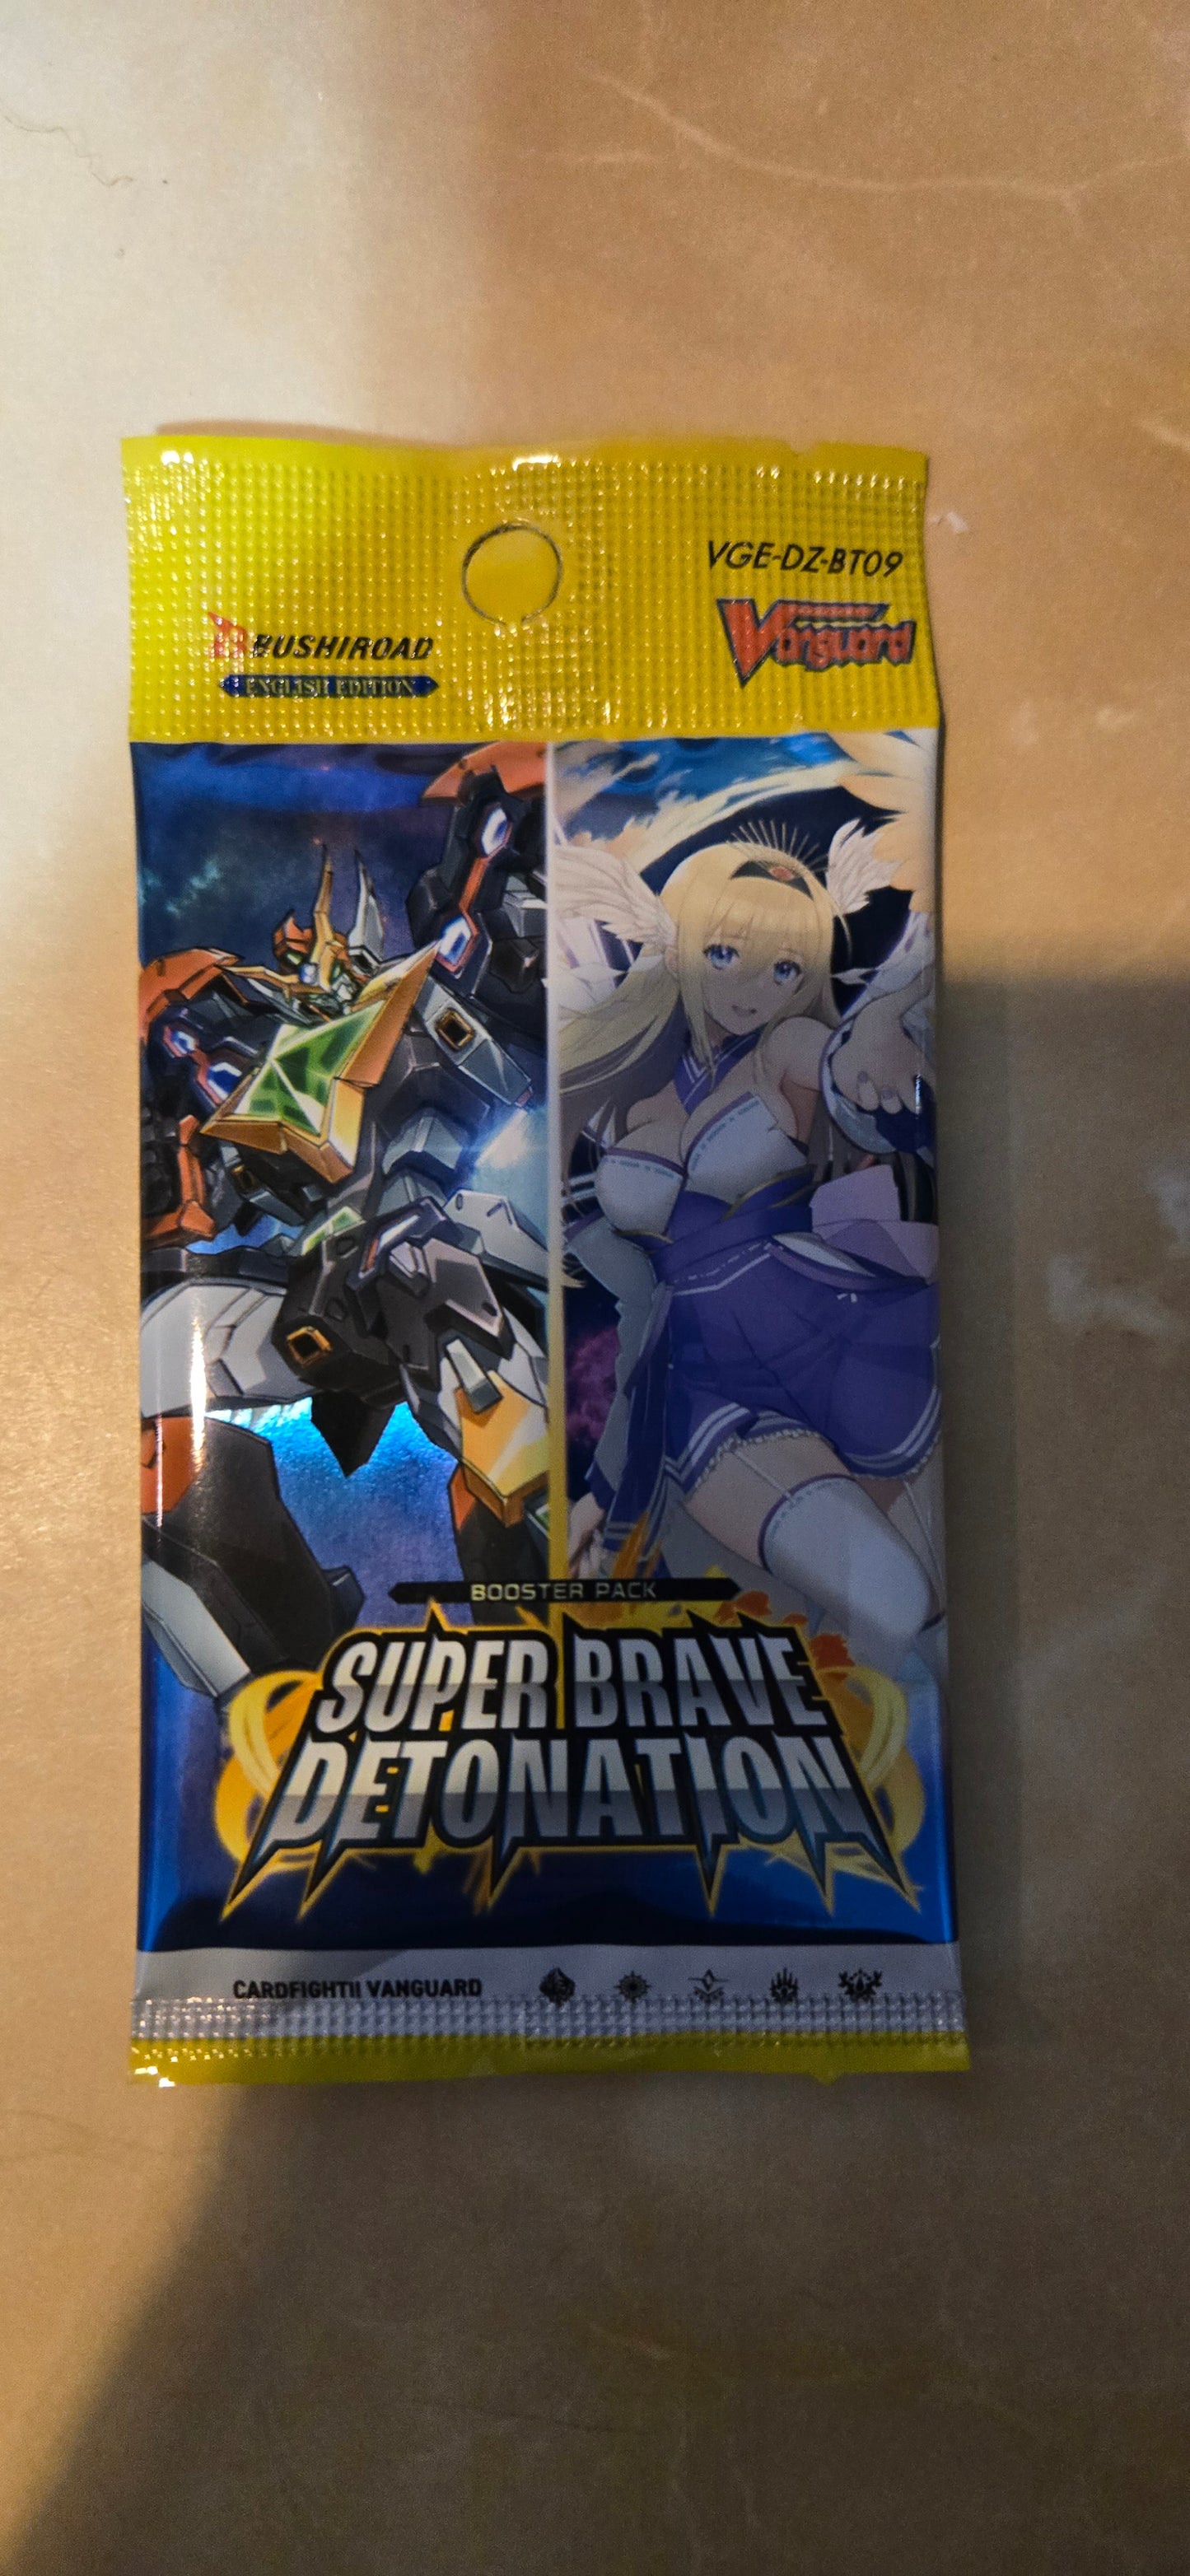 VGE-DZ-BT09
BUSHIROAD
ENGLISH EDITION
Vanguard
BOOSTER PACK
SUPER BRAVE
DETONATION
CARDFIGHT!! VANGUARD